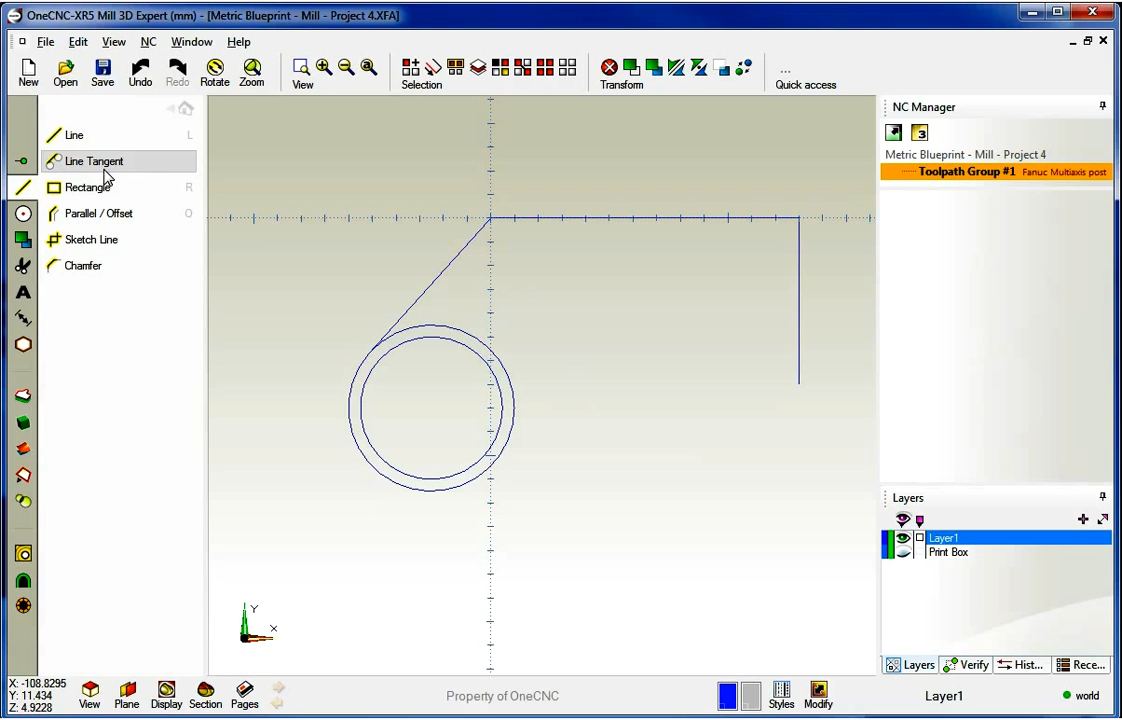 OneCNC-XR5 Mill 3D Expert (mm) - [Metric Blueprint - Mill - Project 4.XFA]
File Edit View NC Window Help
New Open Save Undo Redo Rotate Zoom View Selection Transform ... Quick access
Line L
Line Tangent
Rectangle R
Parallel / Offset O
Sketch Line
Chamfer
A
Y
X
NC Manager
3
Metric Blueprint - Mill - Project 4
Toolpath Group #1 Fanuc Multiaxis post
Layers
Layer1
Print Box
Layers Verify Hist... Rece...
X: -108.8295
Y: 11.434
Z: 4.9228
View Plane Display Section Pages
Property of OneCNC
Styles Modify
Layer1
world